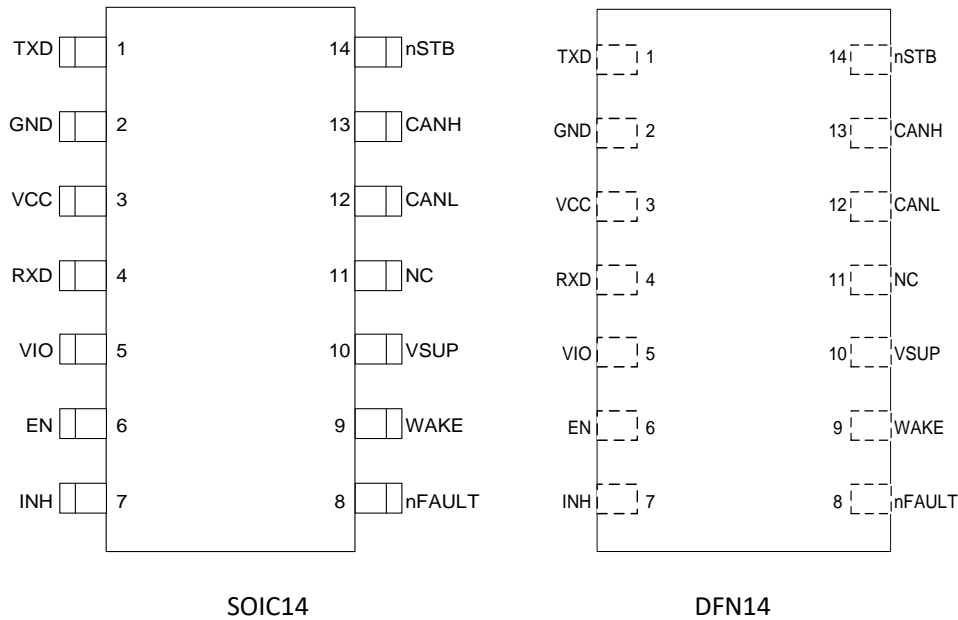 TXD 1 14 nSTB
GND 2 13 CANH
VCC 3 12 CANL
RXD 4 11 NC
VIO 5 10 VSUP
EN 6 9 WAKE
INH 7 8 nFAULT
SOIC14
TXD 1 14 nSTB
GND 2 13 CANH
VCC 3 12 CANL
RXD 4 11 NC
VIO 5 10 VSUP
EN 6 9 WAKE
INH 7 8 nFAULT
DFN14